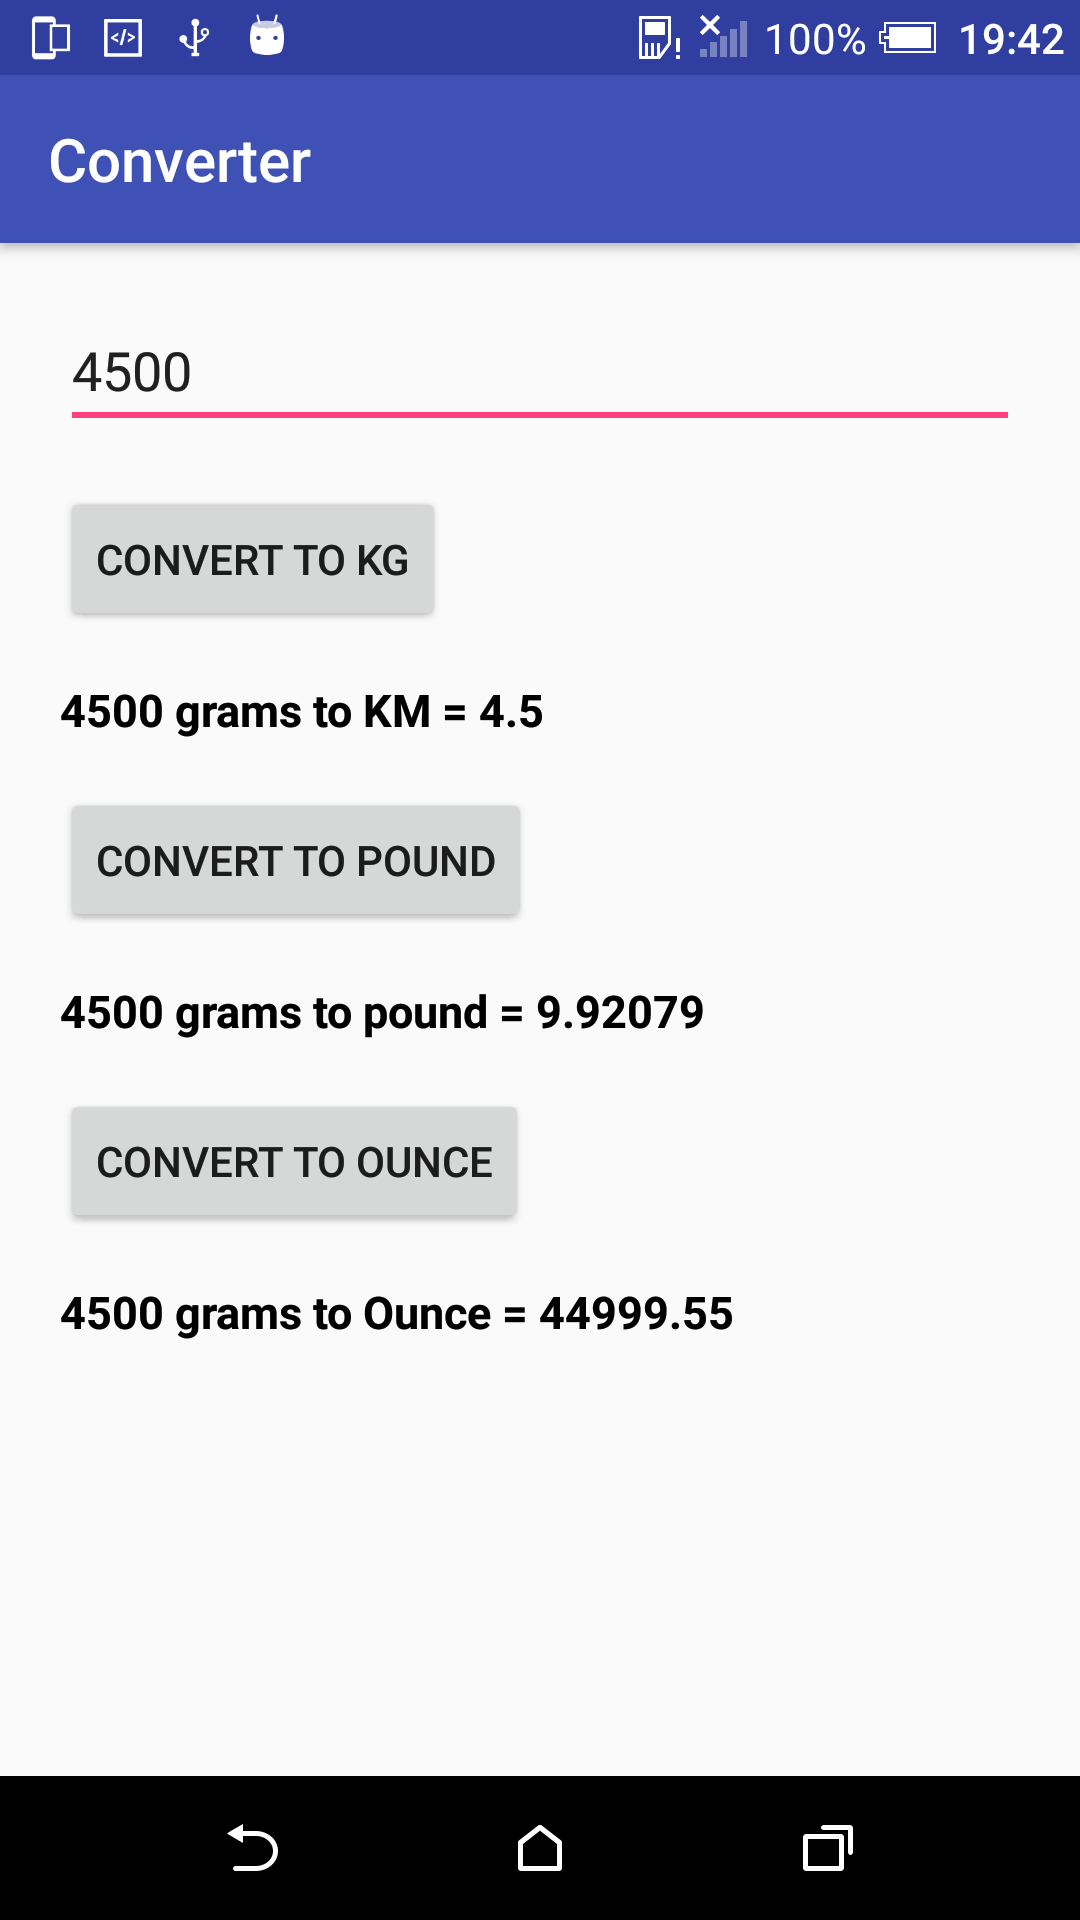 100% 19:42
Converter
4500
CONVERT TO KG
4500 grams to KM = 4.5
CONVERT TO POUND
4500 grams to pound = 9.92079
CONVERT TO OUNCE
4500 grams to Ounce = 44999.55